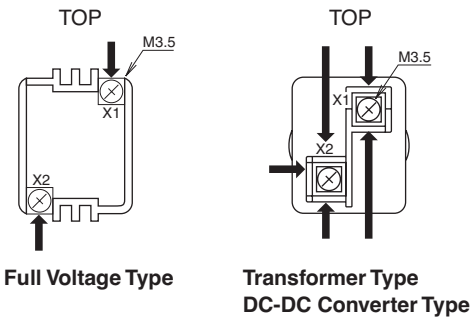 TOP
M3.5
X1
X2
Full Voltage Type
TOP
M3.5
X1
X2
Transformer Type
DC-DC Converter Type